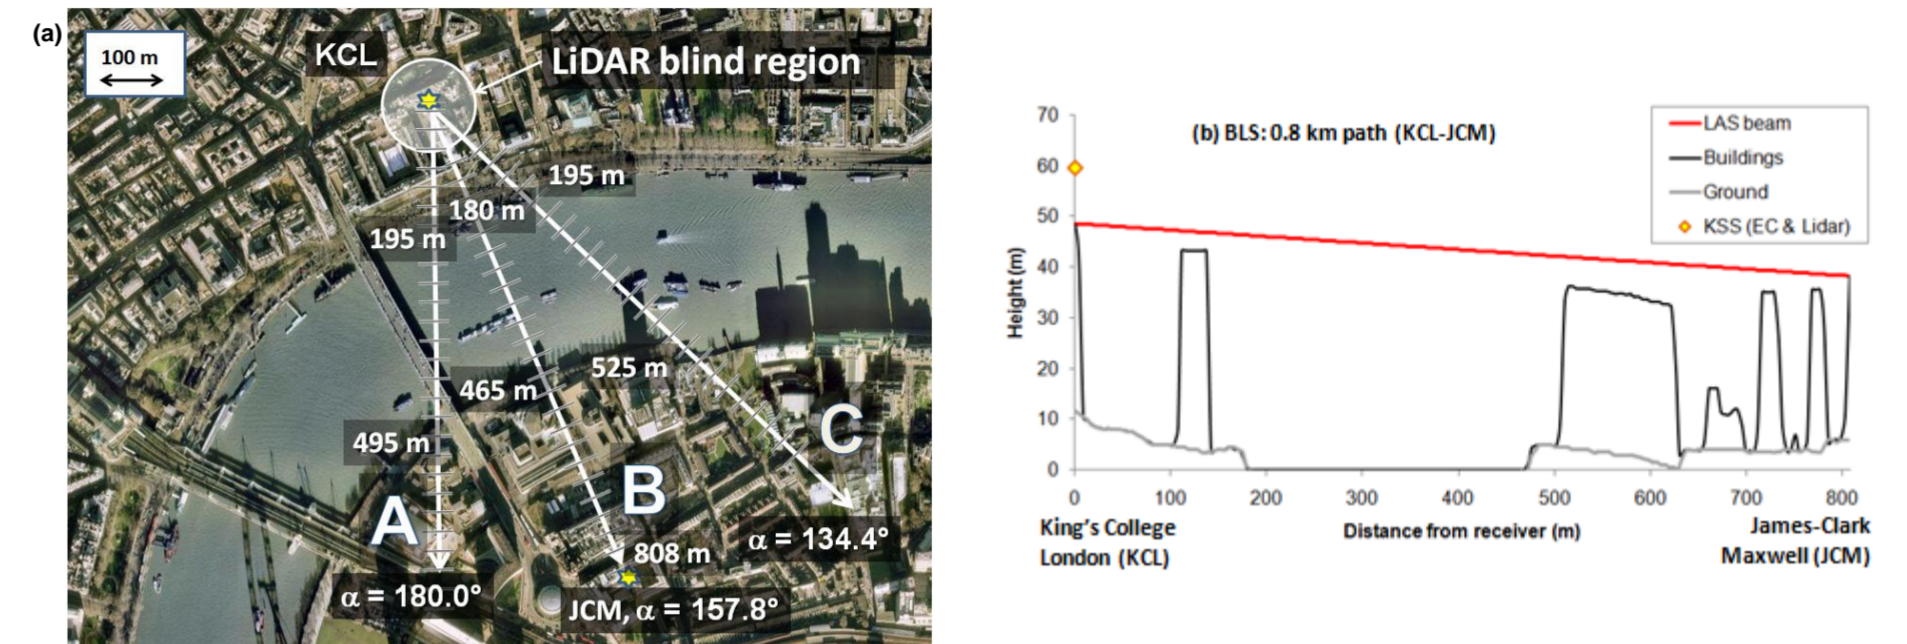 (a)
100 m
KCL
LiDAR blind region
195 m
180 m
195 m
525 m
465 m
495 m
C
B
A
808 m
α = 134.4°
α = 180.0°
JCM, α = 157.8°
(b) BLS: 0.8 km path (KCL-JCM)
LAS beam
Buildings
Ground
KSS (EC & Lidar)
Height (m)
70
60
50
40
30
20
10
0
0 100 200 300 400 500 600 700 800
King's College
London (KCL)
Distance from receiver (m)
James-Clark
Maxwell (JCM)